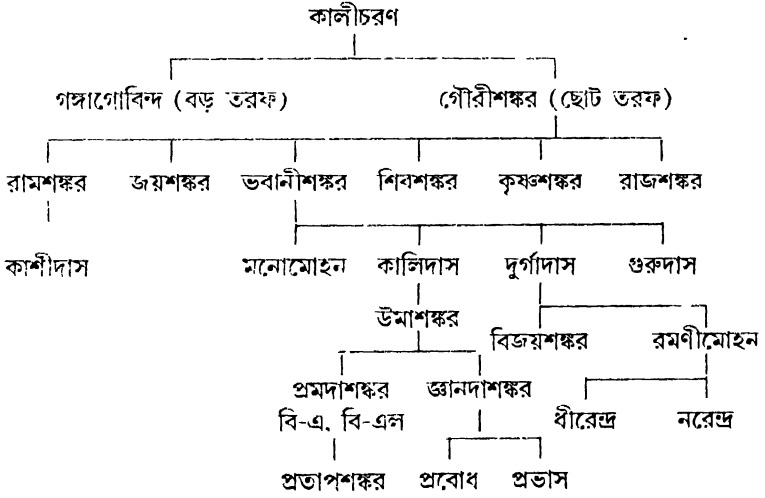 কালীচরণ
গঙ্গাগোবিন্দ (বড় তরফ) গৌরীশঙ্কর (ছোট তরফ)
রামশঙ্কর জয়শঙ্কর ভবানীশঙ্কর শিবশঙ্কর কৃষ্ণশঙ্কর রাজশঙ্কর
কাশীদাস মনোমোহন কালিদাস দুর্গাদাস গুরুদাস
উমাশঙ্কর
বিজয়শঙ্কর রমণীমোহন
প্রমদাশঙ্কর জ্ঞানদাশঙ্কর
বি-এ, বি-এল ধীরেন্দ্র নরেন্দ্র
প্রতাপশঙ্কর প্রবোধ প্রভাস